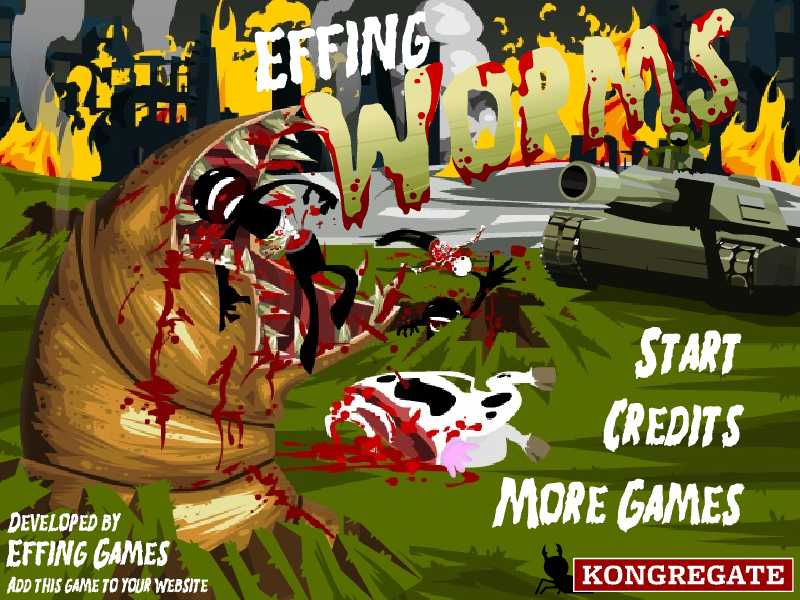 EFFING
WORMS
START
CREDITS
MORE GAMES
DEVELOPED BY
EFFING GAMES
ADD THIS GAME TO YOUR WEBSITE
KONGREGATE